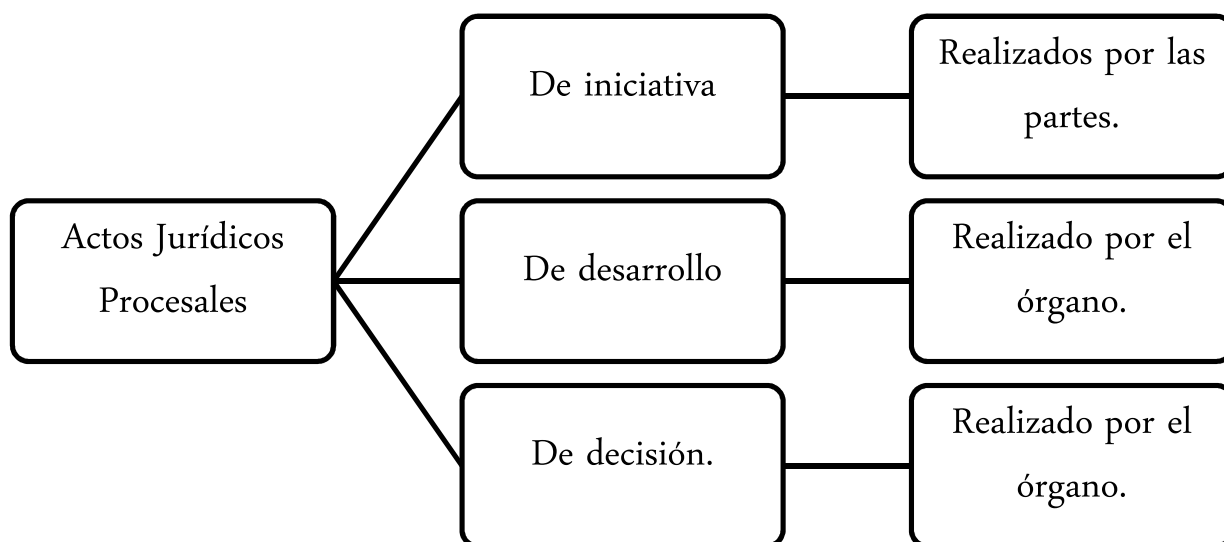 Actos Jurídicos
Procesales
De iniciativa
Realizados por las
partes.
De desarrollo
Realizado por el
órgano.
De decisión.
Realizado por el
órgano.